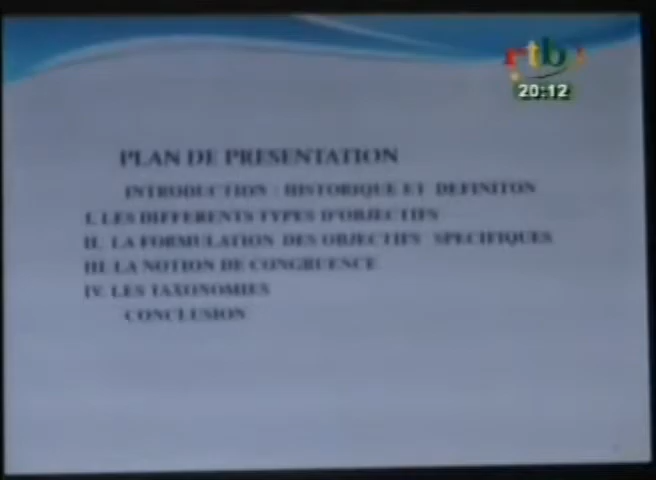 rtb
20:12
PLAN DE PRESENTATION
INTRODUCTION : HISTORIQUE ET DEFINITON
I. LES DIFFERENTS TYPES D'OBJECTIFS
II. LA FORMULATION DES OBJECTIFS SPECIFIQUES
III. LA NOTION DE CONGRUENCE
IV. LES TAXONOMIES
CONCLUSION